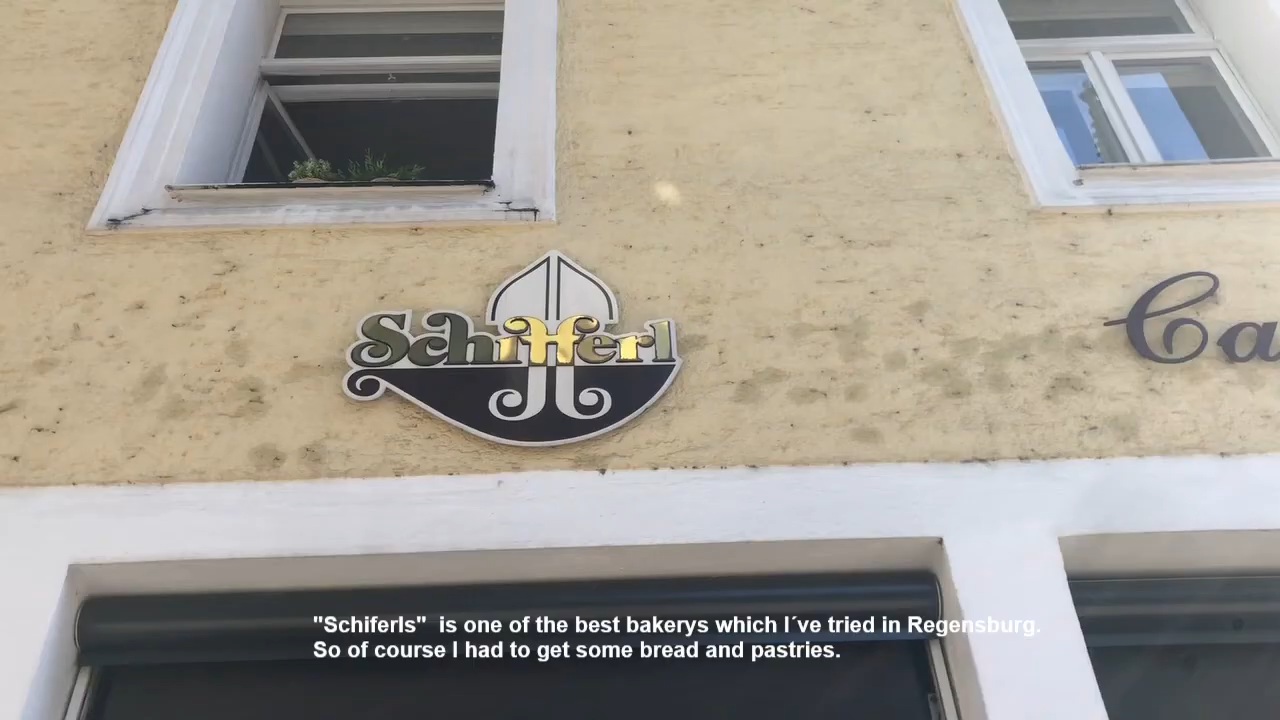 Schifferl
Ca
"Schiferls"  is one of the best bakerys which I´ve tried in Regensburg.
So of course I had to get some bread and pastries.